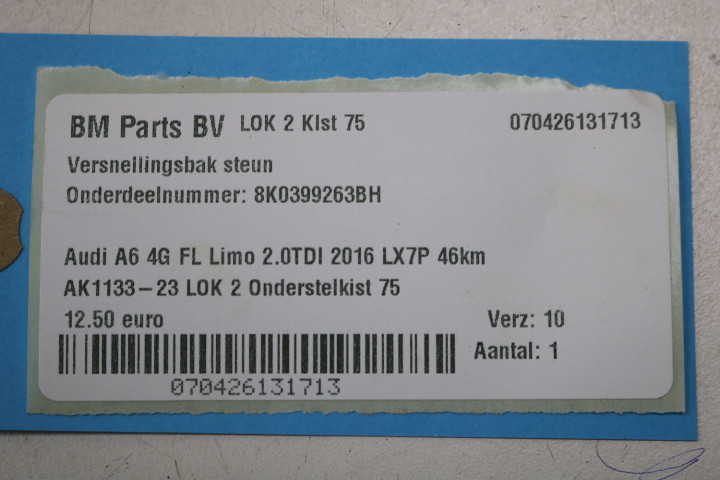 BM Parts BV LOK 2 Klst 75 070426131713
Versnellingsbak steun
Onderdeelnummer: 8K0399263BH
Audi A6 4G FL Limo 2.0TDI 2016 LX7P 46km
AK1133-23 LOK 2 Onderstelkist 75
12.50 euro Verz: 10
Aantal: 1
070426131713